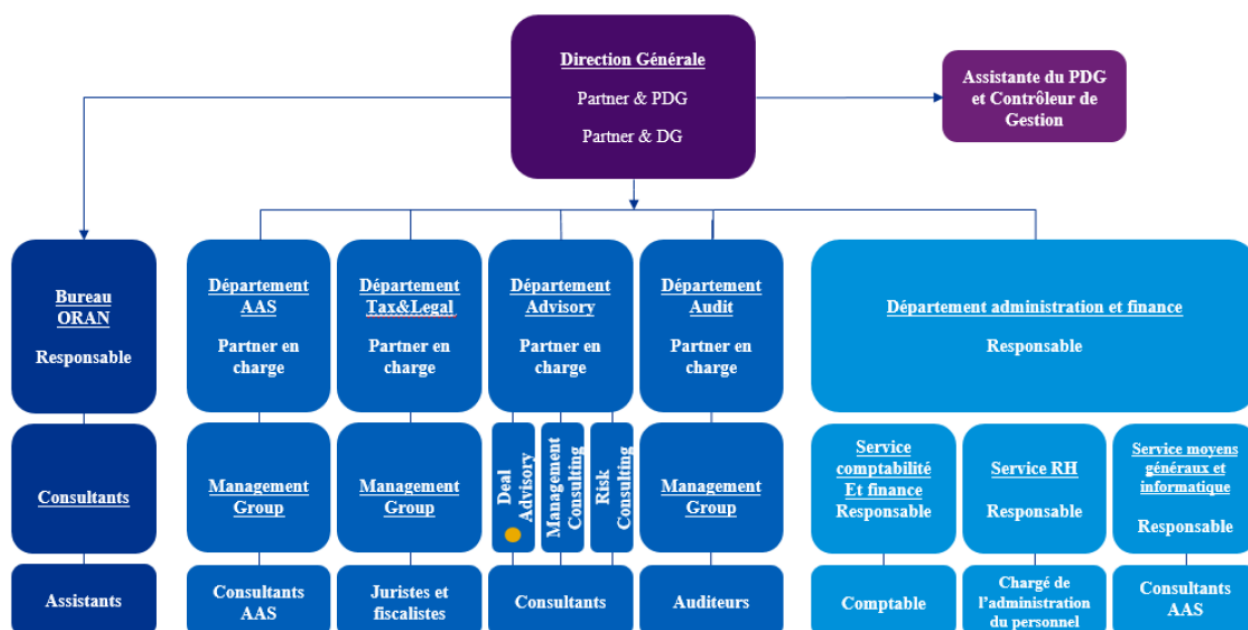 Direction Générale
Partner & PDG
Partner & DG
Assistante du PDG
et Contrôleur de
Gestion
Bureau
ORAN
Responsable
Département
AAS
Partner en
charge
Département
Tax&Legal
Partner en
charge
Département
Advisory
Partner en
charge
Département
Audit
Partner en
charge
Département administration et finance
Responsable
Consultants
Management
Group
Management
Group
Deal
Advisory
Management
Consulting
Risk
Consulting
Management
Group
Service
comptabilité
Et finance
Responsable
Service RH
Responsable
Service moyens
généraux et
informatique
Responsable
Assistants
Consultants
AAS
Juristes et
fiscalistes
Consultants
Auditeurs
Comptable
Chargé de
l’administration
du personnel
Consultants
AAS